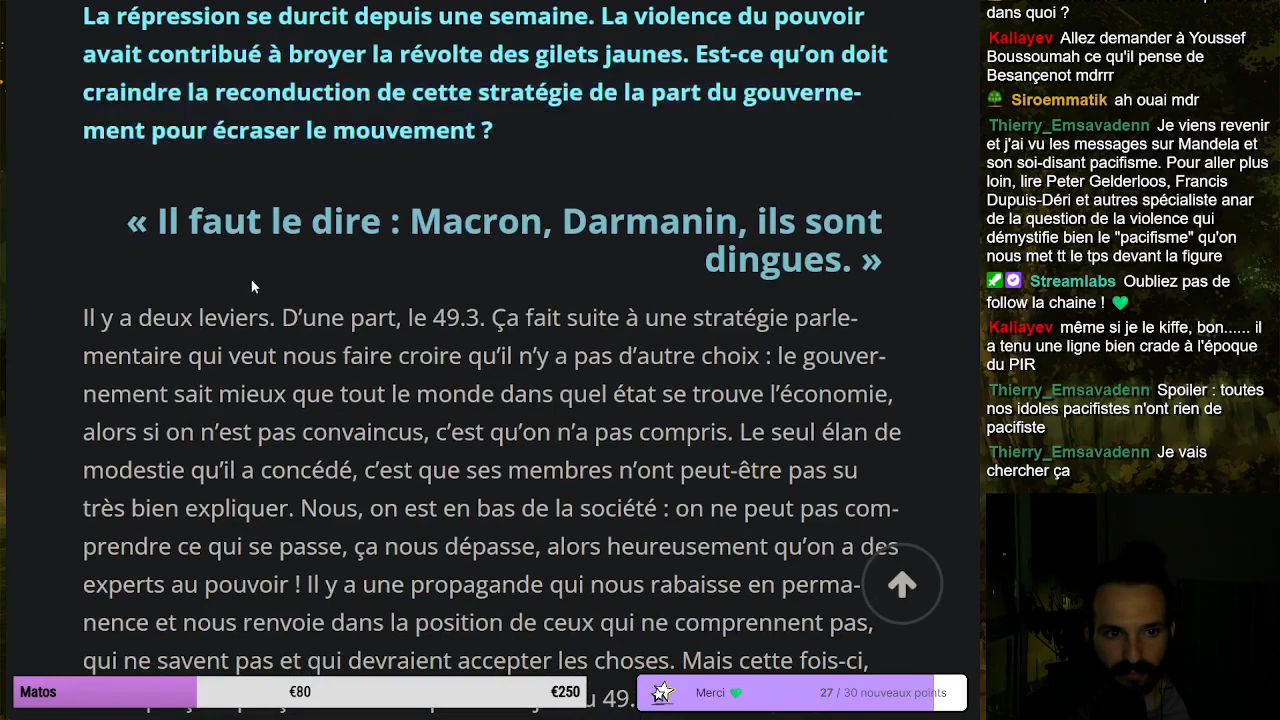 La répression se durcit depuis une semaine. La violence du pouvoir
avait contribué à broyer la révolte des gilets jaunes. Est-ce qu’on doit
craindre la reconduction de cette stratégie de la part du gouverne-
ment pour écraser le mouvement ?
« Il faut le dire : Macron, Darmanin, ils sont
dingues. »
Il y a deux leviers. D’une part, le 49.3. Ça fait suite à une stratégie parle-
mentaire qui veut nous faire croire qu’il n’y a pas d’autre choix : le gouver-
nement sait mieux que tout le monde dans quel état se trouve l’économie,
alors si on n’est pas convaincus, c’est qu’on n’a pas compris. Le seul élan de
modestie qu’il a concédé, c’est que ses membres n’ont peut-être pas su
très bien expliquer. Nous, on est en bas de la société : on ne peut pas com-
prendre ce qui se passe, ça nous dépasse, alors heureusement qu’on a des
experts au pouvoir ! Il y a une propagande qui nous rabaisse en perma-
nence et nous renvoie dans la position de ceux qui ne comprennent pas,
qui ne savent pas et qui devraient accepter les choses. Mais cette fois-ci,
u 49.
Matos €80 €250
Merci 27 / 30 nouveaux points
dans quoi ?
Kaliayev Allez demander à Youssef
Boussoumah ce qu'il pense de
Besançenot mdrrr
Siroemmatik ah ouai mdr
Thierry_Emsavadenn Je viens revenir
et j'ai vu les messages sur Mandela et
son soi-disant pacifisme. Pour aller plus
loin, lire Peter Gelderloos, Francis
Dupuis-Déri et autres spécialiste anar
de la question de la violence qui
démystifie bien le "pacifisme" qu'on
nous met tt le tps devant la figure
Streamlabs Oubliez pas de
follow la chaine !
Kaliayev même si je le kiffe, bon...... il
a tenu une ligne bien crade à l'époque
du PIR
Thierry_Emsavadenn Spoiler : toutes
nos idoles pacifistes n'ont rien de
pacifiste
Thierry_Emsavadenn Je vais
chercher ça